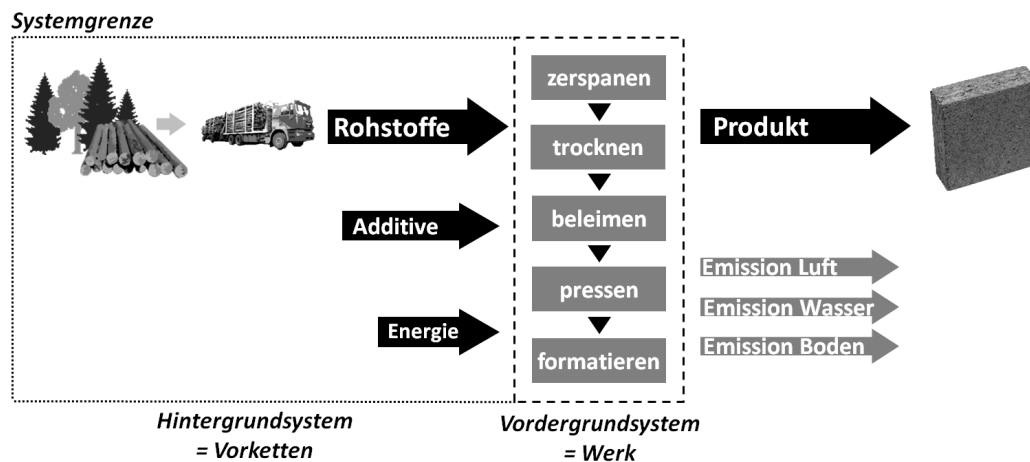 Systemgrenze
Rohstoffe
Additive
Energie
zerspanen
trocknen
beleimen
pressen
formatieren
Produkt
Emission Luft
Emission Wasser
Emission Boden
Hintergrundsystem
= Vorketten
Vordergrundsystem
= Werk